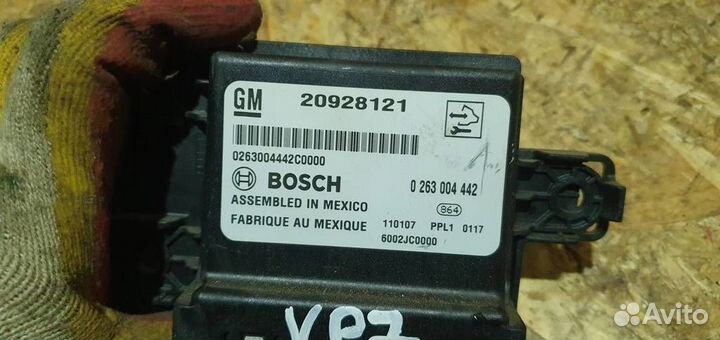 GM 20928121
0263004442C0000
BOSCH 0 263 004 442
ASSEMBLED IN MEXICO 864
FABRIQUE AU MEXIQUE 110107 PPL1 0117
6002JC0000
Avito